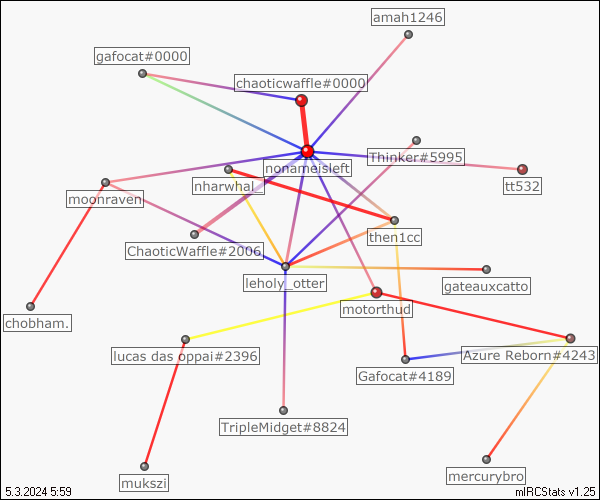 amah1246
gafocat#0000
chaoticwaffle#0000
Thinker#5995
nonameisleft
nharwhal_
tt532
moonraven
then1cc
ChaoticWaffle#2006
leholy_otter
gateauxcatto
motorthud
chobham.
lucas das oppai#2396
Azure Reborn#4243
Gafocat#4189
TripleMidget#8824
mukszi
mercurybro
5.3.2024 5:59
mIRCStats v1.25